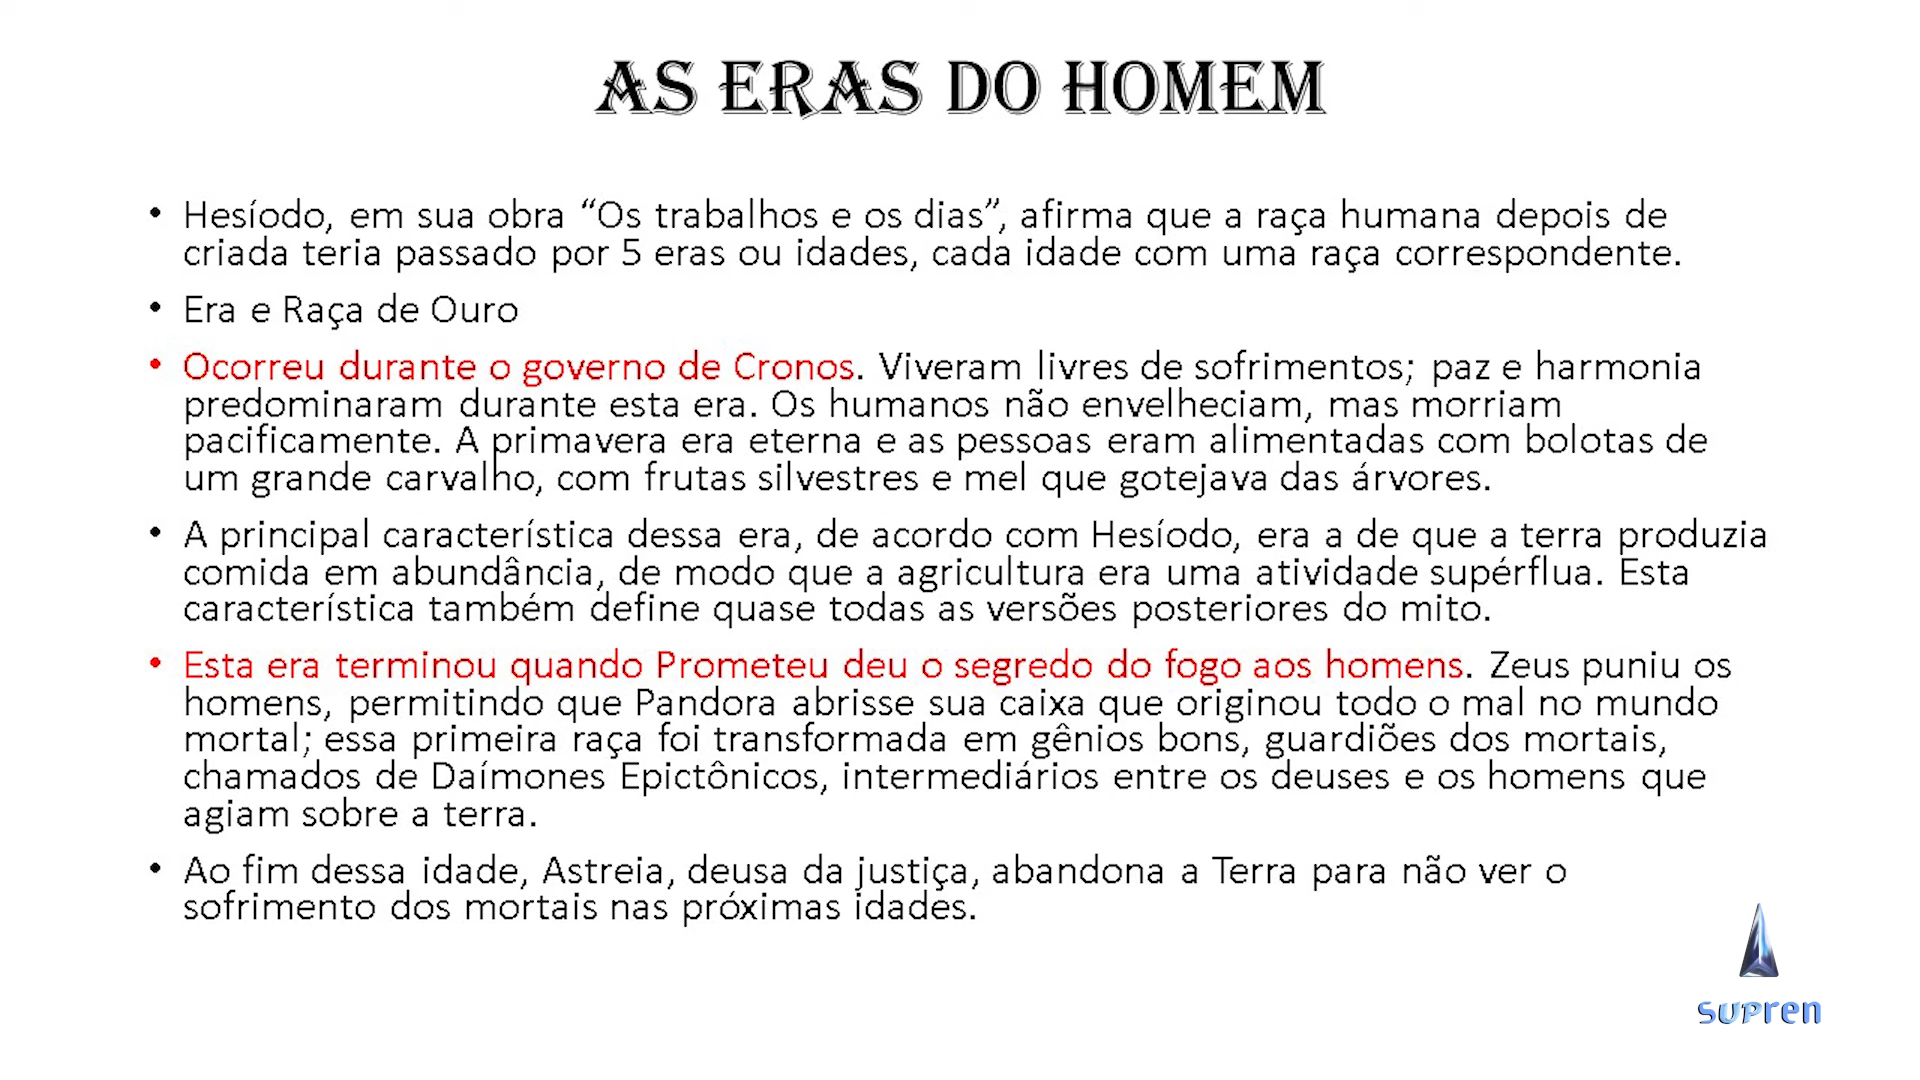 AS ERAS DO HOMEM
• Hesíodo, em sua obra “Os trabalhos e os dias”, afirma que a raça humana depois de
criada teria passado por 5 eras ou idades, cada idade com uma raça correspondente.
• Era e Raça de Ouro
• Ocorreu durante o governo de Cronos. Viveram livres de sofrimentos; paz e harmonia
predominaram durante esta era. Os humanos não envelheciam, mas morriam
pacificamente. A primavera era eterna e as pessoas eram alimentadas com bolotas de
um grande carvalho, com frutas silvestres e mel que gotejava das árvores.
• A principal característica dessa era, de acordo com Hesíodo, era a de que a terra produzia
comida em abundância, de modo que a agricultura era uma atividade supérflua. Esta
característica também define quase todas as versões posteriores do mito.
• Esta era terminou quando Prometeu deu o segredo do fogo aos homens. Zeus puniu os
homens, permitindo que Pandora abrisse sua caixa que originou todo o mal no mundo
mortal; essa primeira raça foi transformada em gênios bons, guardiões dos mortais,
chamados de Daímones Epictônicos, intermediários entre os deuses e os homens que
agiam sobre a terra.
• Ao fim dessa idade, Astreia, deusa da justiça, abandona a Terra para não ver o
sofrimento dos mortais nas próximas idades.
supren